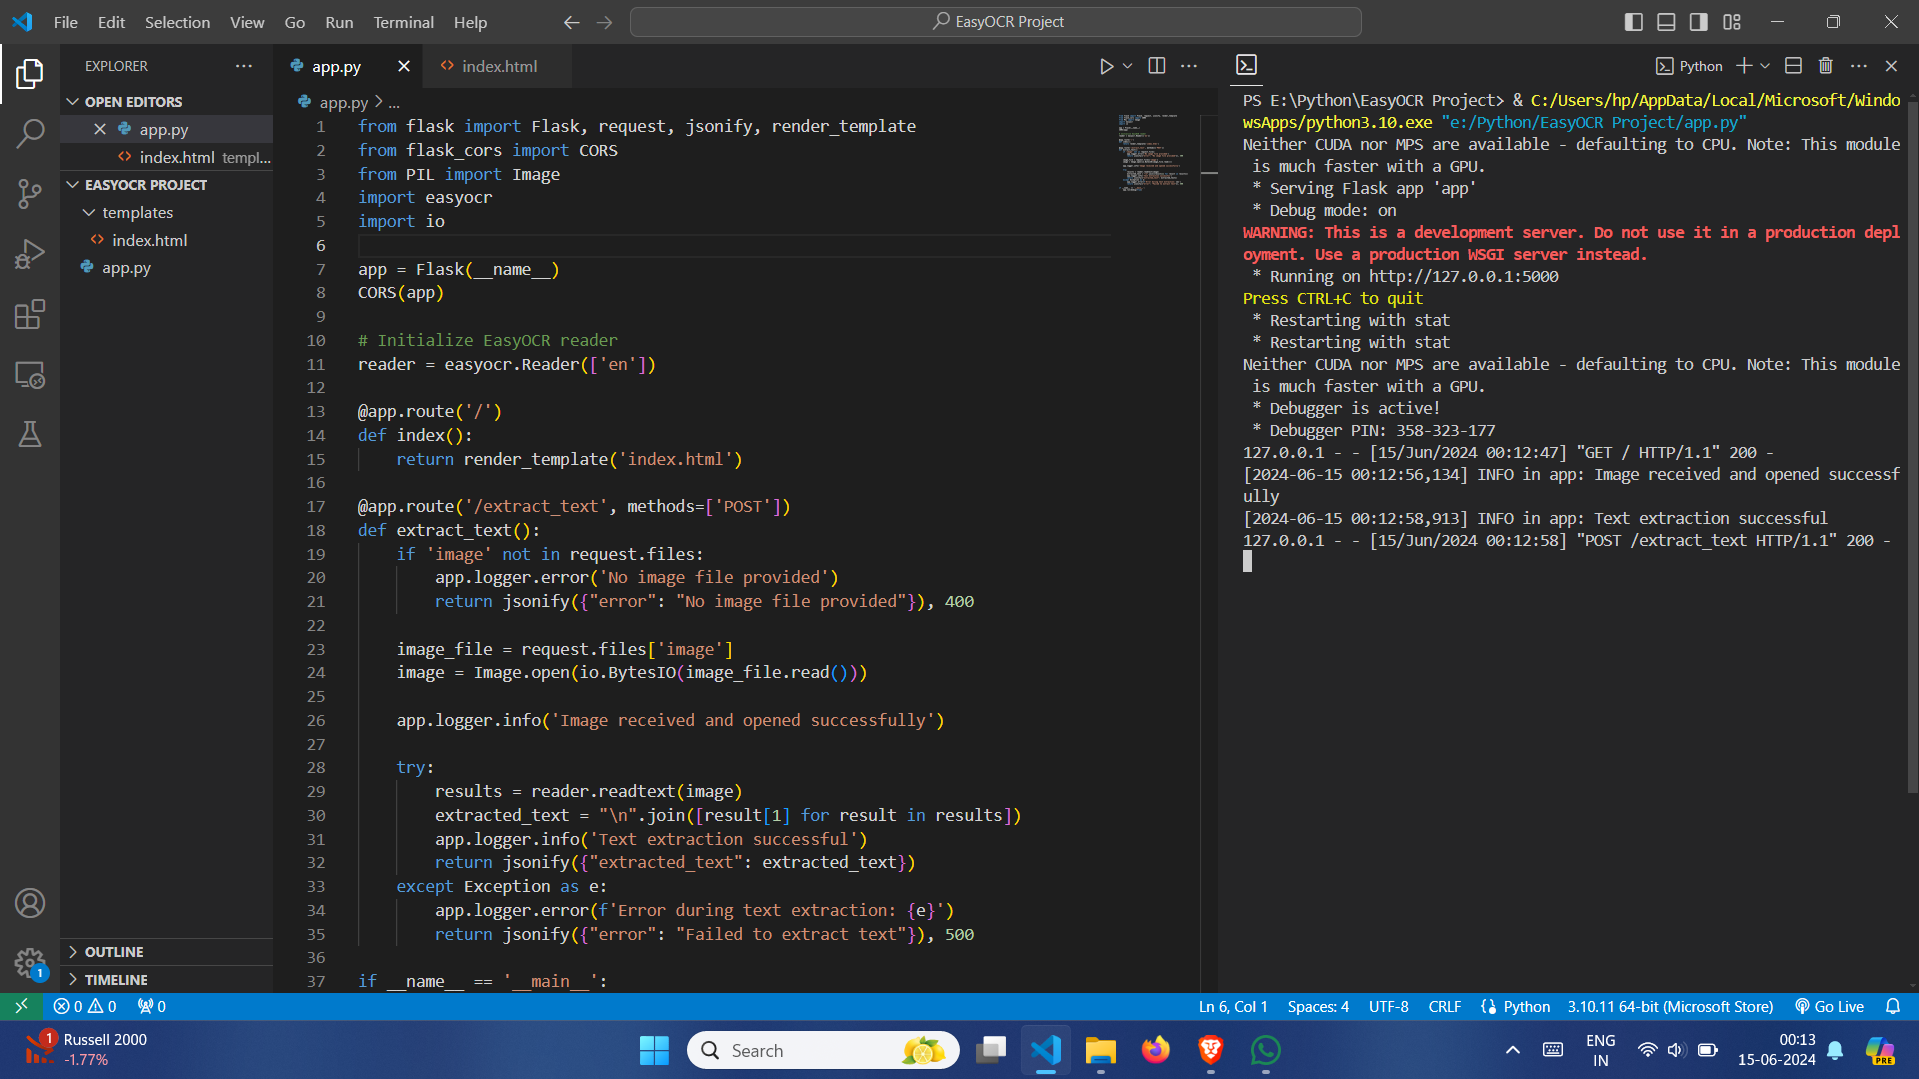 File Edit Selection View Go Run Terminal Help
EasyOCR Project
EXPLORER
OPEN EDITORS
app.py
index.html templ...
EASYOCR PROJECT
templates
index.html
app.py
OUTLINE
TIMELINE
app.py
index.html
app.py > ...
1 from flask import Flask, request, jsonify, render_template
2 from flask_cors import CORS
3 from PIL import Image
4 import easyocr
5 import io
6
7 app = Flask(__name__)
8 CORS(app)
9
10 # Initialize EasyOCR reader
11 reader = easyocr.Reader(['en'])
12
13 @app.route('/')
14 def index():
15     return render_template('index.html')
16
17 @app.route('/extract_text', methods=['POST'])
18 def extract_text():
19     if 'image' not in request.files:
20         app.logger.error('No image file provided')
21         return jsonify({"error": "No image file provided"}), 400
22
23     image_file = request.files['image']
24     image = Image.open(io.BytesIO(image_file.read()))
25
26     app.logger.info('Image received and opened successfully')
27
28     try:
29         results = reader.readtext(image)
30         extracted_text = "\n".join([result[1] for result in results])
31         app.logger.info('Text extraction successful')
32         return jsonify({"extracted_text": extracted_text})
33     except Exception as e:
34         app.logger.error(f'Error during text extraction: {e}')
35         return jsonify({"error": "Failed to extract text"}), 500
36
37 if __name__ == '__main__':
Python
PS E:\Python\EasyOCR Project> & C:/Users/hp/AppData/Local/Microsoft/Windo
wsApps/python3.10.exe "e:/Python/EasyOCR Project/app.py"
Neither CUDA nor MPS are available - defaulting to CPU. Note: This module
 is much faster with a GPU.
 * Serving Flask app 'app'
 * Debug mode: on
WARNING: This is a development server. Do not use it in a production depl
oyment. Use a production WSGI server instead.
 * Running on http://127.0.0.1:5000
Press CTRL+C to quit
 * Restarting with stat
 * Restarting with stat
Neither CUDA nor MPS are available - defaulting to CPU. Note: This module
 is much faster with a GPU.
 * Debugger is active!
 * Debugger PIN: 358-323-177
127.0.0.1 - - [15/Jun/2024 00:12:47] "GET / HTTP/1.1" 200 -
[2024-06-15 00:12:56,134] INFO in app: Image received and opened successf
ully
[2024-06-15 00:12:58,913] INFO in app: Text extraction successful
127.0.0.1 - - [15/Jun/2024 00:12:58] "POST /extract_text HTTP/1.1" 200 -
1
0 0 0
Ln 6, Col 1 Spaces: 4 UTF-8 CRLF Python 3.10.11 64-bit (Microsoft Store) Go Live
1
Russell 2000
-1.77%
Search
ENG
IN
00:13
15-06-2024
PRE